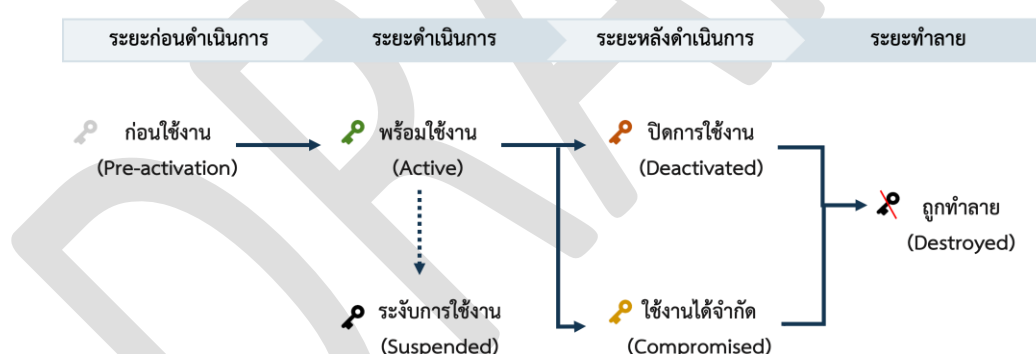 ระยะก่อนดำเนินการ
ระยะดำเนินการ
ระยะหลังดำเนินการ
ระยะทำลาย
ก่อนใช้งาน
(Pre-activation)
พร้อมใช้งาน
(Active)
ปิดการใช้งาน
(Deactivated)
ถูกทำลาย
(Destroyed)
ระงับการใช้งาน
(Suspended)
ใช้งานได้จำกัด
(Compromised)